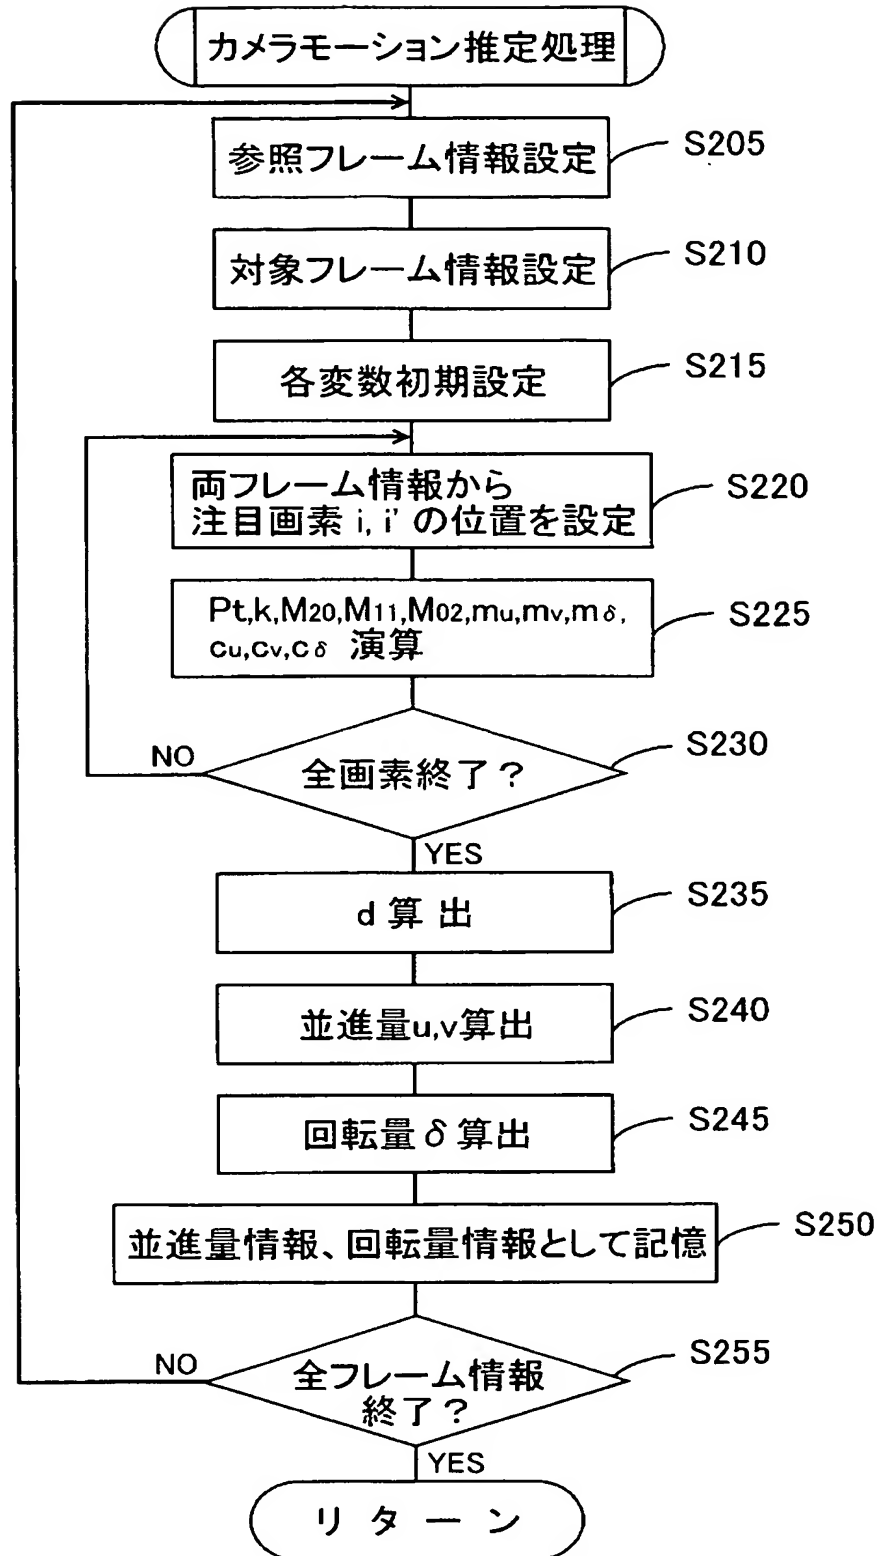 カメラモーション推定処理
参照フレーム情報設定
S205
対象フレーム情報設定
S210
各変数初期設定
S215
両フレーム情報から
注目画素 i, i' の位置を設定
S220
Pt,k,M20,M11,M02,mu,mv,mδ,
cu,cv,cδ 演算
S225
全画素終了?
S230
NO
YES
d 算 出
S235
並進量u,v算出
S240
回転量δ算出
S245
並進量情報、回転量情報として記憶
S250
全フレーム情報
終了?
S255
NO
YES
リ タ ー ン